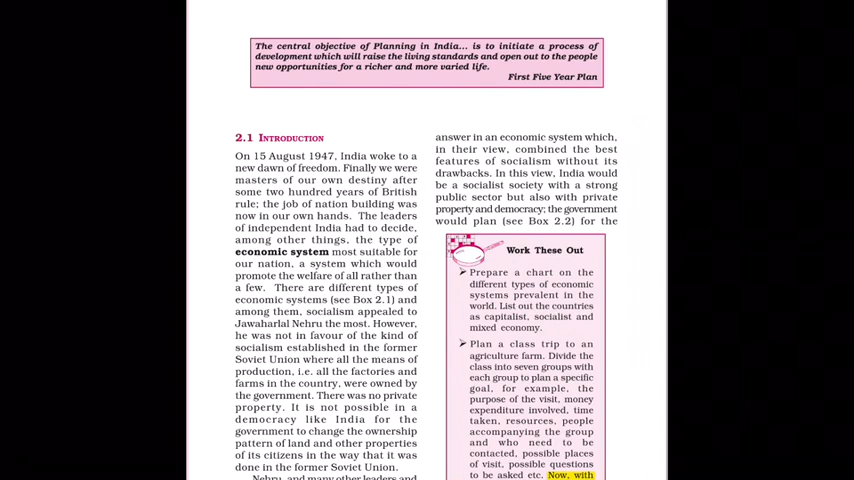 The central objective of Planning in India... is to initiate a process of
development which will raise the living standards and open out to the people
new opportunities for a richer and more varied life.
First Five Year Plan
2.1 INTRODUCTION
On 15 August 1947, India woke to a
new dawn of freedom. Finally we were
masters of our own destiny after
some two hundred years of British
rule; the job of nation building was
now in our own hands. The leaders
of independent India had to decide,
among other things, the type of
economic system most suitable for
our nation, a system which would
promote the welfare of all rather than
a few. There are different types of
economic systems (see Box 2.1) and
among them, socialism appealed to
Jawaharlal Nehru the most. However,
he was not in favour of the kind of
socialism established in the former
Soviet Union where all the means of
production, i.e. all the factories and
farms in the country, were owned by
the government. There was no private
property. It is not possible in a
democracy like India for the
government to change the ownership
pattern of land and other properties
of its citizens in the way that it was
done in the former Soviet Union.
Nehru, and many other leaders and
answer in an economic system which,
in their view, combined the best
features of socialism without its
drawbacks. In this view, India would
be a socialist society with a strong
public sector but also with private
property and democracy; the government
would plan (see Box 2.2) for the
Work These Out
➢ Prepare a chart on the
different types of economic
systems prevalent in the
world. List out the countries
as capitalist, socialist and
mixed economy.
➢ Plan a class trip to an
agriculture farm. Divide the
class into seven groups with
each group to plan a specific
goal, for example, the
purpose of the visit, money
expenditure involved, time
taken, resources, people
accompanying the group
and who need to be
contacted, possible places
of visit, possible questions
to be asked etc. Now, with